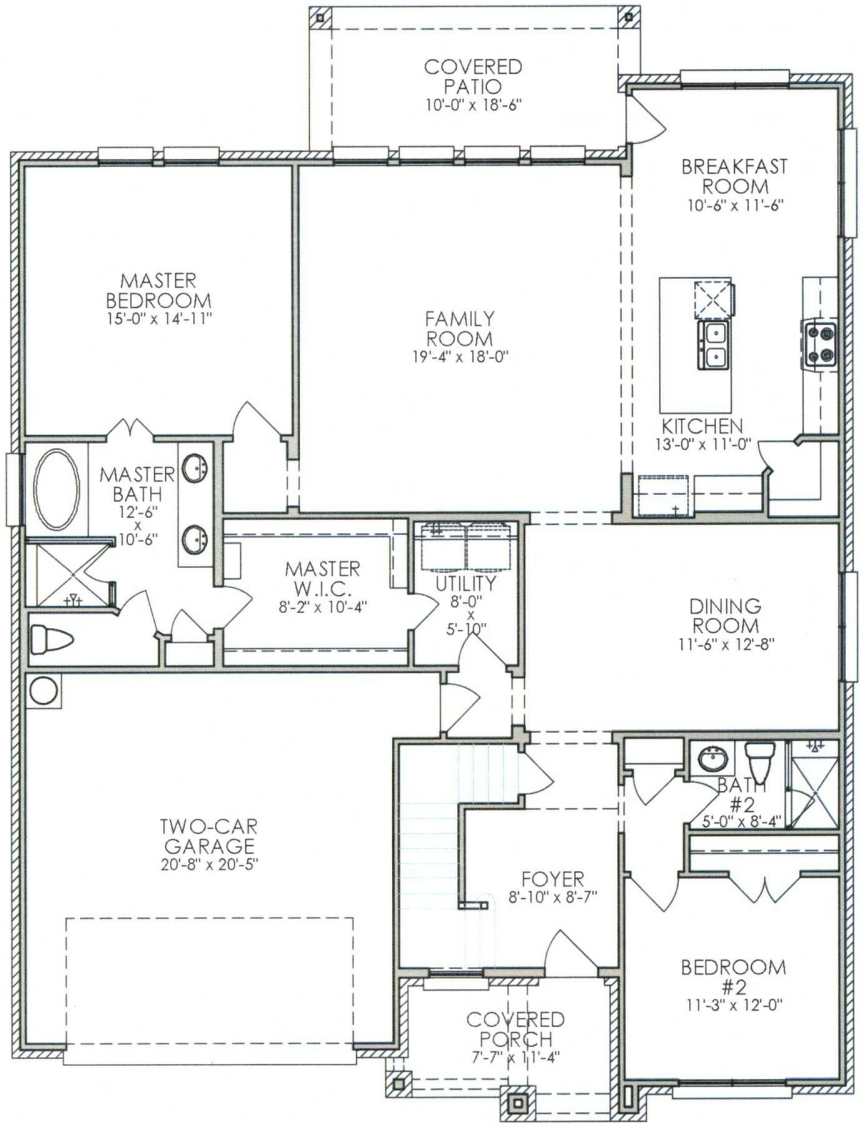 COVERED
PATIO
10'-0" x 18'-6"
BREAKFAST
ROOM
10'-6" x 11'-6"
MASTER
BEDROOM
15'-0" x 14'-11"
FAMILY
ROOM
19'-4" x 18'-0"
KITCHEN
13'-0" x 11'-0"
MASTER
BATH
12'-6"
x
10'-6"
MASTER
W.I.C.
8'-2" x 10'-4"
UTILITY
8'-0"
x
5'-10"
DINING
ROOM
11'-6" x 12'-8"
BATH
#2
5'-0" x 8'-4"
TWO-CAR
GARAGE
20'-8" x 20'-5"
FOYER
8'-10" x 8'-7"
BEDROOM
#2
11'-3" x 12'-0"
COVERED
PORCH
7'-7" x 11'-4"